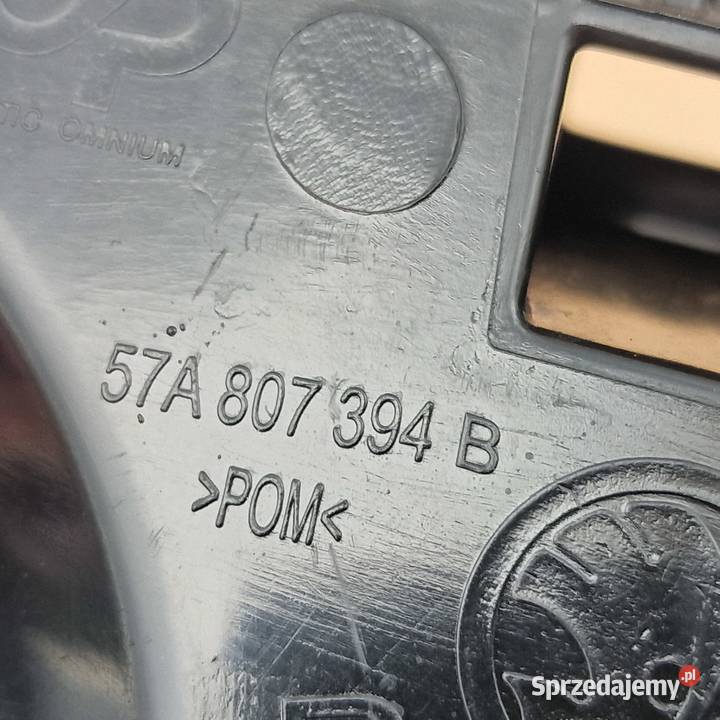 OMNIUM
57A 807 394 B
>POM<
Sprzedajemy.pl